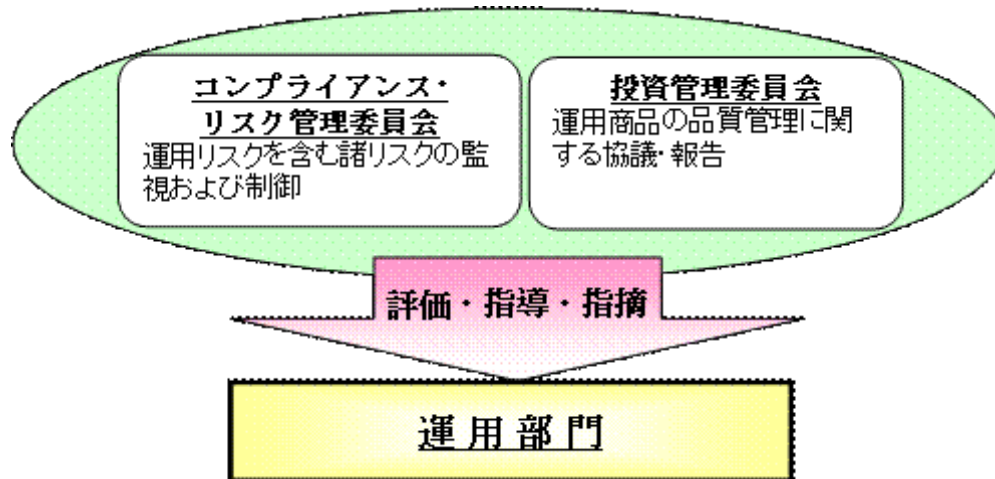 コンプライアンス・
リスク管理委員会
運用リスクを含む諸リスクの監
視および制御
投資管理委員会
運用商品の品質管理に関
する協議・報告
評価・指導・指摘
運用部門